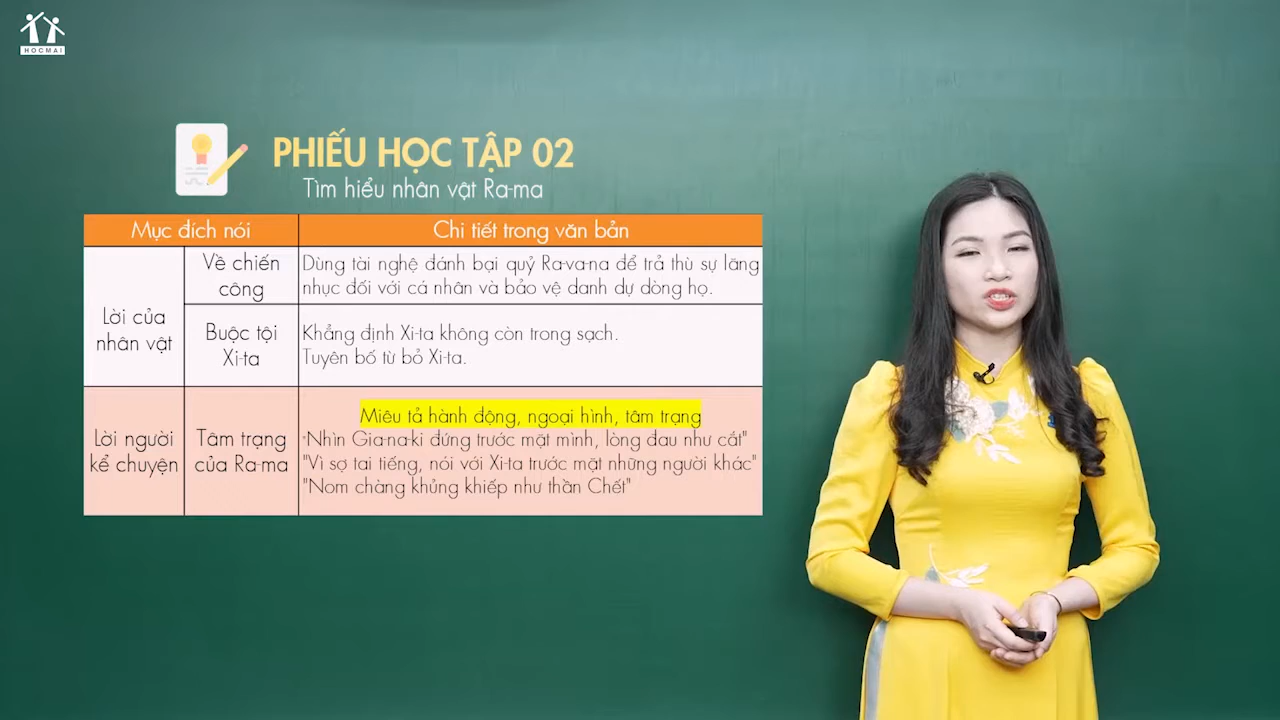 HOCMAI
PHIẾU HỌC TẬP 02
Tìm hiểu nhân vật Ra-ma
Mục đích nói
Chi tiết trong văn bản
Lời của
nhân vật
Về chiến
công
Dùng tài nghệ đánh bại quỷ Ra-va-na để trả thù sự lăng
nhục đối với cá nhân và bảo vệ danh dự dòng họ.
Buộc tội
Xi-ta
Khẳng định Xi-ta không còn trong sạch.
Tuyên bố từ bỏ Xi-ta.
Lời người
kể chuyện
Tâm trạng
của Ra-ma
Miêu tả hành động, ngoại hình, tâm trạng
"Nhìn Gia-na-ki đứng trước mặt mình, lòng đau như cắt"
"Vì sợ tai tiếng, nói với Xi-ta trước mặt những người khác"
"Nom chàng khủng khiếp như thần Chết"